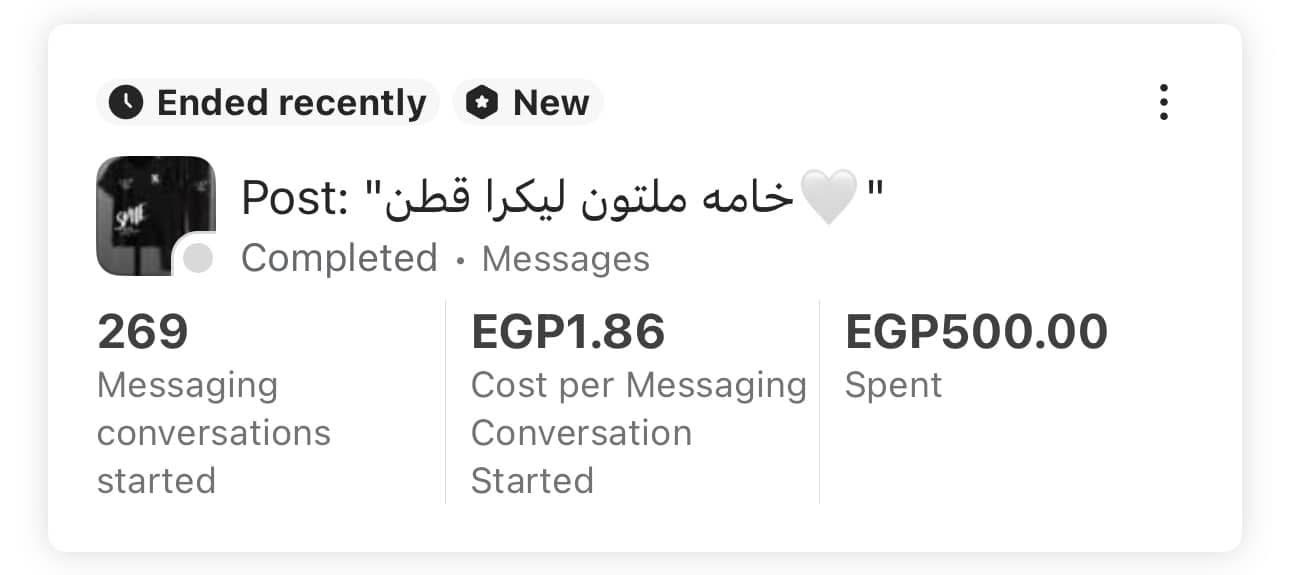 Ended recently
New
Post: "خامه ملتون ليكرا قطن🤍"
Completed • Messages
269
Messaging
conversations
started
EGP1.86
Cost per Messaging
Conversation
Started
EGP500.00
Spent